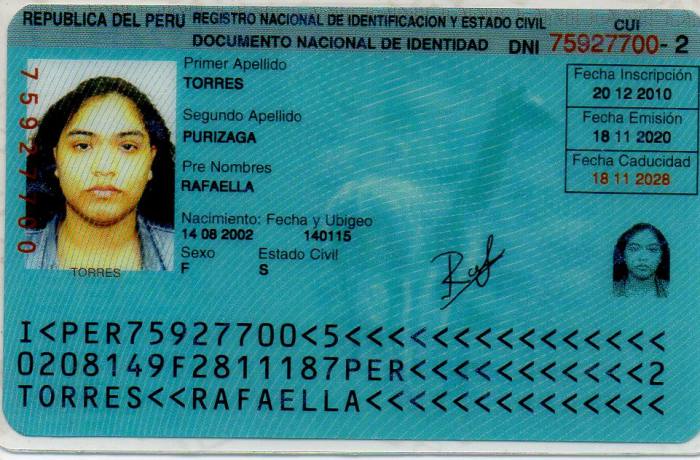 REPUBLICA DEL PERU REGISTRO NACIONAL DE IDENTIFICACION Y ESTADO CIVIL
DOCUMENTO NACIONAL DE IDENTIDAD DNI 75927700-2
CUI
75927700
Primer Apellido
TORRES
Segundo Apellido
PURIZAGA
Pre Nombres
RAFAELLA
Nacimiento: Fecha y Ubigeo
14 08 2002 140115
Sexo Estado Civil
F S
Fecha Inscripción
20 12 2010
Fecha Emisión
18 11 2020
Fecha Caducidad
18 11 2028
TORRES
Raf
I<PER75927700<5<<<<<<<<<<<<<<<
0208149F2811187PER<<<<<<<<<<<2
TORRES<<RAFAELLA<<<<<<<<<<<<<<